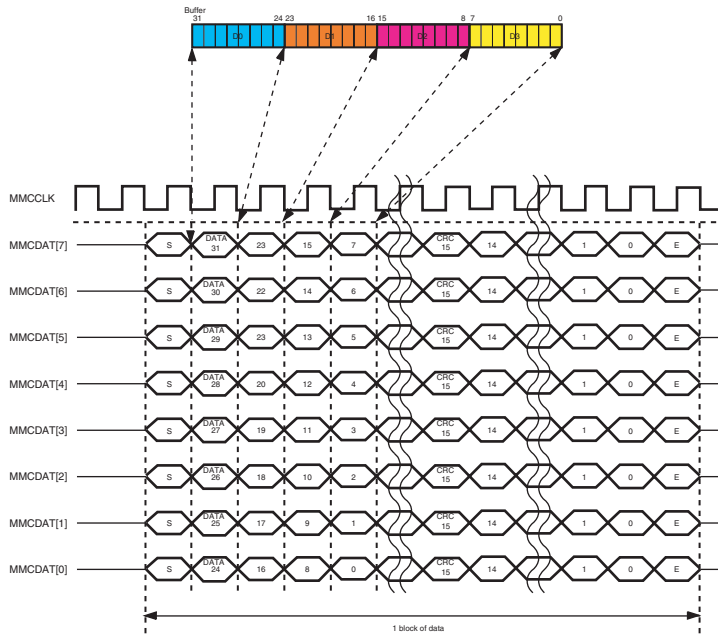 Buffer
31 24 23 16 15 8 7 0
D0 D1 D2 D3
MMCCLK
MMCDAT[7] S DATA 31 23 15 7 CRC 15 14 1 0 E
MMCDAT[6] S DATA 30 22 14 6 CRC 15 14 1 0 E
MMCDAT[5] S DATA 29 23 13 5 CRC 15 14 1 0 E
MMCDAT[4] S DATA 28 20 12 4 CRC 15 14 1 0 E
MMCDAT[3] S DATA 27 19 11 3 CRC 15 14 1 0 E
MMCDAT[2] S DATA 26 18 10 2 CRC 15 14 1 0 E
MMCDAT[1] S DATA 25 17 9 1 CRC 15 14 1 0 E
MMCDAT[0] S DATA 24 16 8 0 CRC 15 14 1 0 E
1 block of data